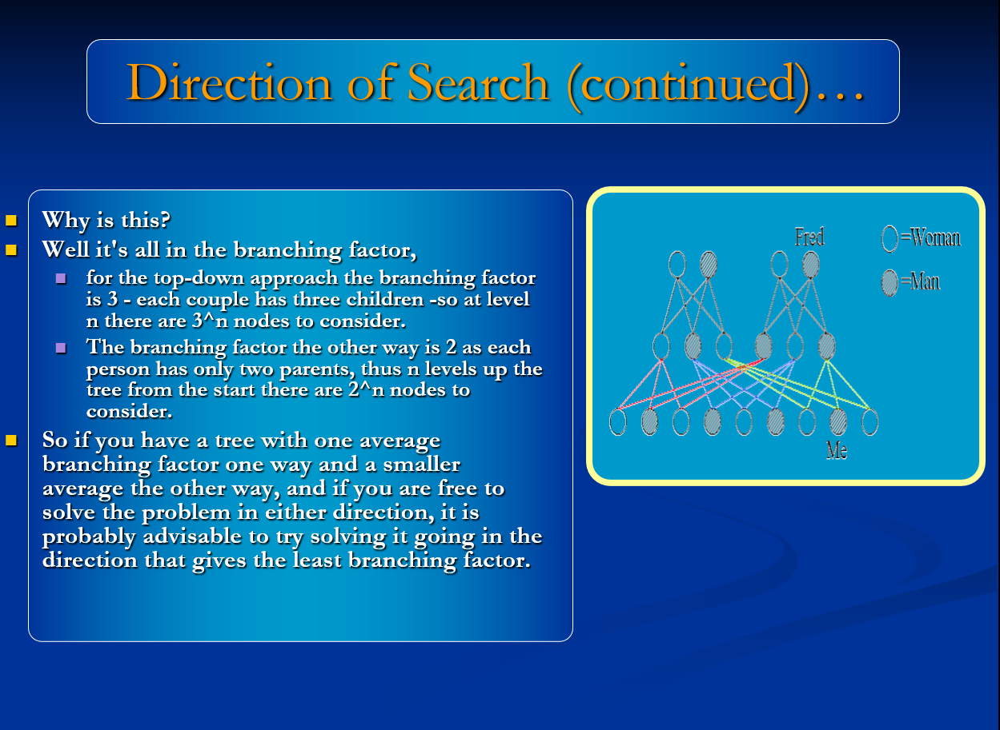 Direction of Search (continued)…
Why is this?
Well it's all in the branching factor,
for the top-down approach the branching factor
is 3 - each couple has three children -so at level
n there are 3^n nodes to consider.
The branching factor the other way is 2 as each
person has only two parents, thus n levels up the
tree from the start there are 2^n nodes to
consider.
So if you have a tree with one average
branching factor one way and a smaller
average the other way, and if you are free to
solve the problem in either direction, it is
probably advisable to try solving it going in the
direction that gives the least branching factor.
Fred
=Woman
=Man
Me